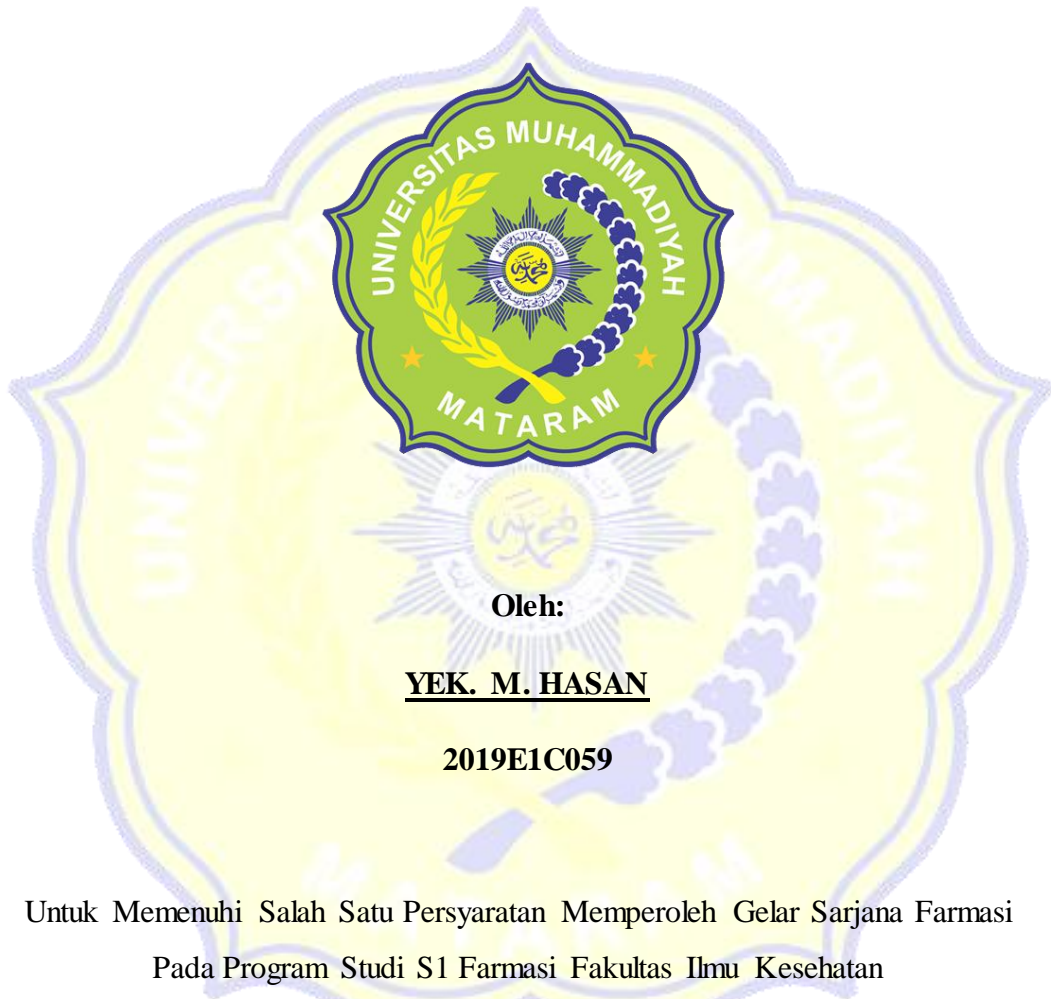 UNIVERSITAS MUHAMMADIYAH
MATARAM
Oleh:
YEK. M. HASAN
2019E1C059
Untuk Memenuhi Salah Satu Persyaratan Memperoleh Gelar Sarjana Farmasi
Pada Program Studi S1 Farmasi Fakultas Ilmu Kesehatan